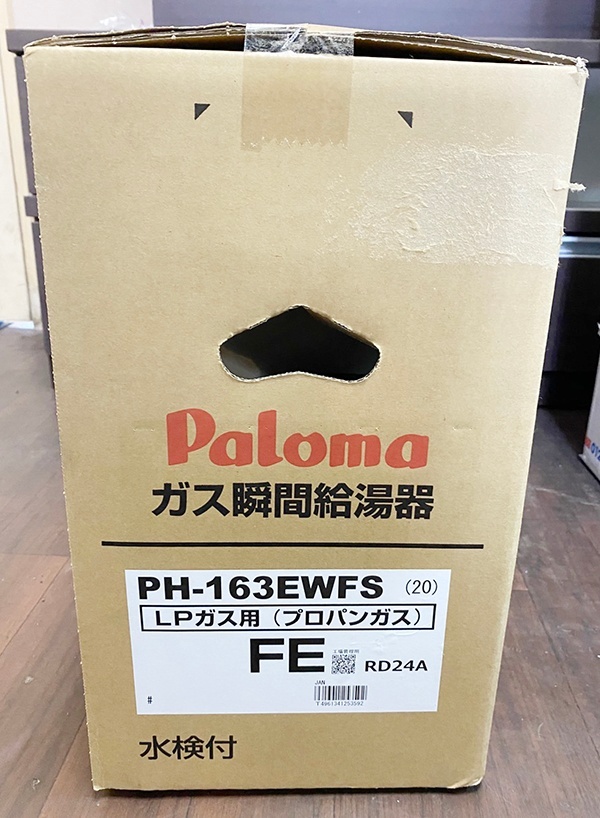 Paloma
ガス瞬間給湯器
PH-163EWFS (20)
LPガス用(プロパンガス)
FE RD24A
JAN
#
水検付